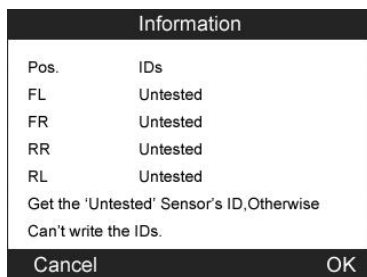 Information
Pos. IDs
FL Untested
FR Untested
RR Untested
RL Untested
Get the ‘Untested’ Sensor's ID,Otherwise
Can't write the IDs.
Cancel OK